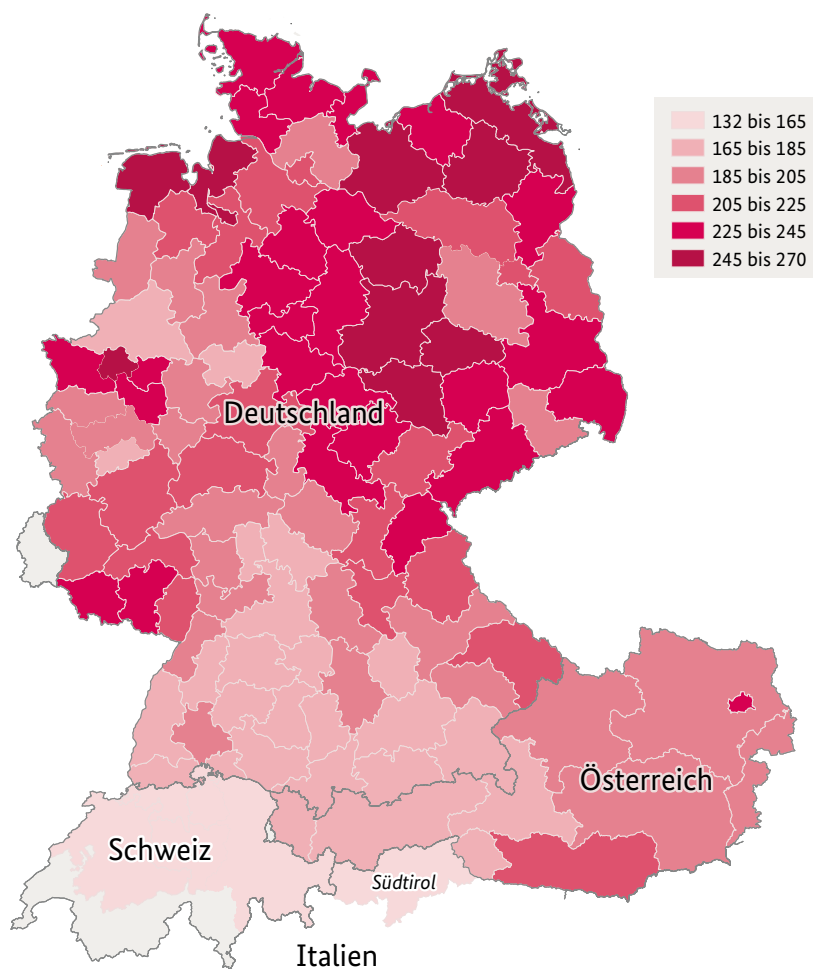 132 bis 165
165 bis 185
185 bis 205
205 bis 225
225 bis 245
245 bis 270
Deutschland
Österreich
Schweiz
Südtirol
Italien